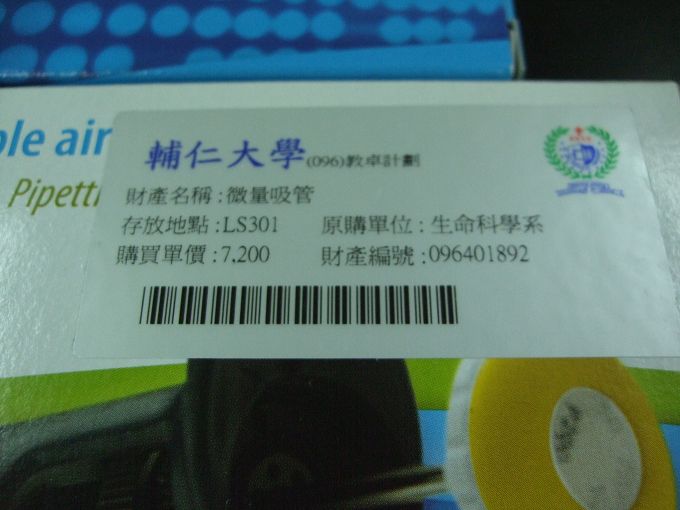 ple air
Pipetti
輔仁大學(096)教卓計劃
財產名稱:微量吸管
存放地點:LS301 原購單位:生命科學系
購買單價:7,200 財產編號:096401892